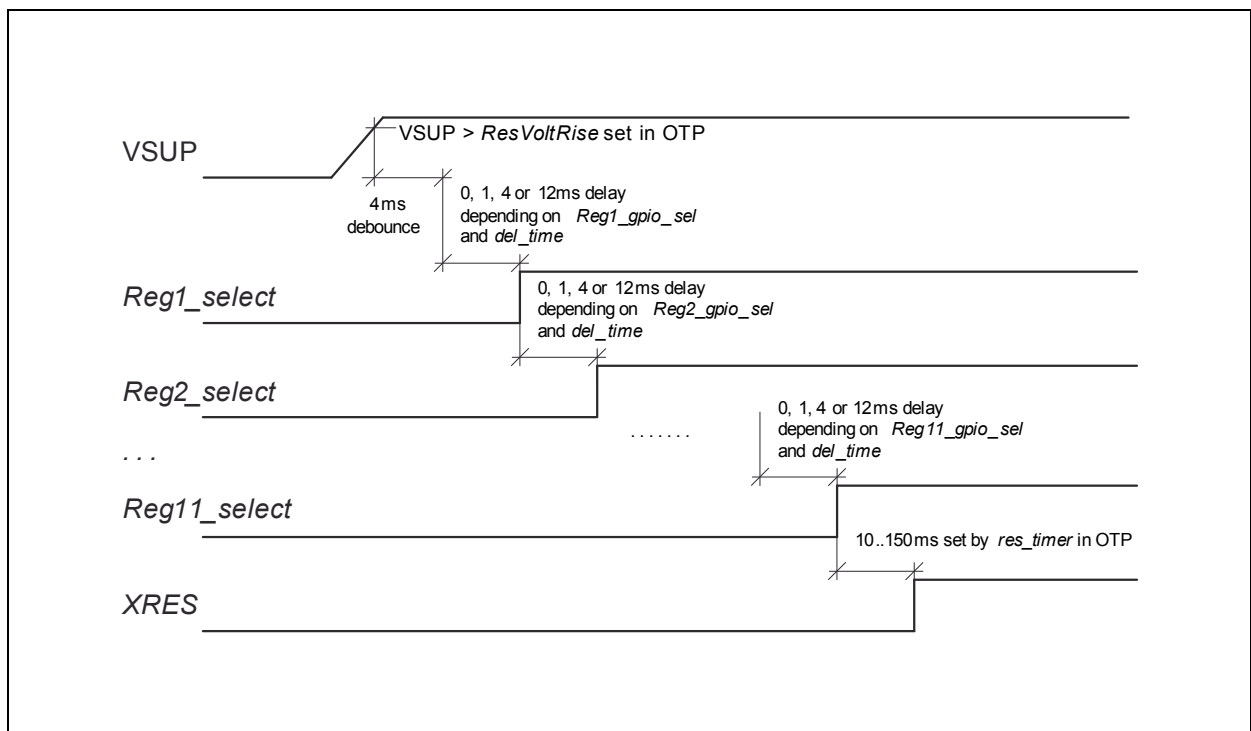 VSUP
VSUP > ResVoltRise set in OTP
4ms
debounce
0, 1, 4 or 12ms delay
depending on Reg1_gpio_sel
and del_time
Reg1_select
0, 1, 4 or 12ms delay
depending on Reg2_gpio_sel
and del_time
Reg2_select
. . . . . . .
0, 1, 4 or 12ms delay
depending on Reg11_gpio_sel
and del_time
. . .
Reg11_select
10..150ms set by res_timer in OTP
XRES